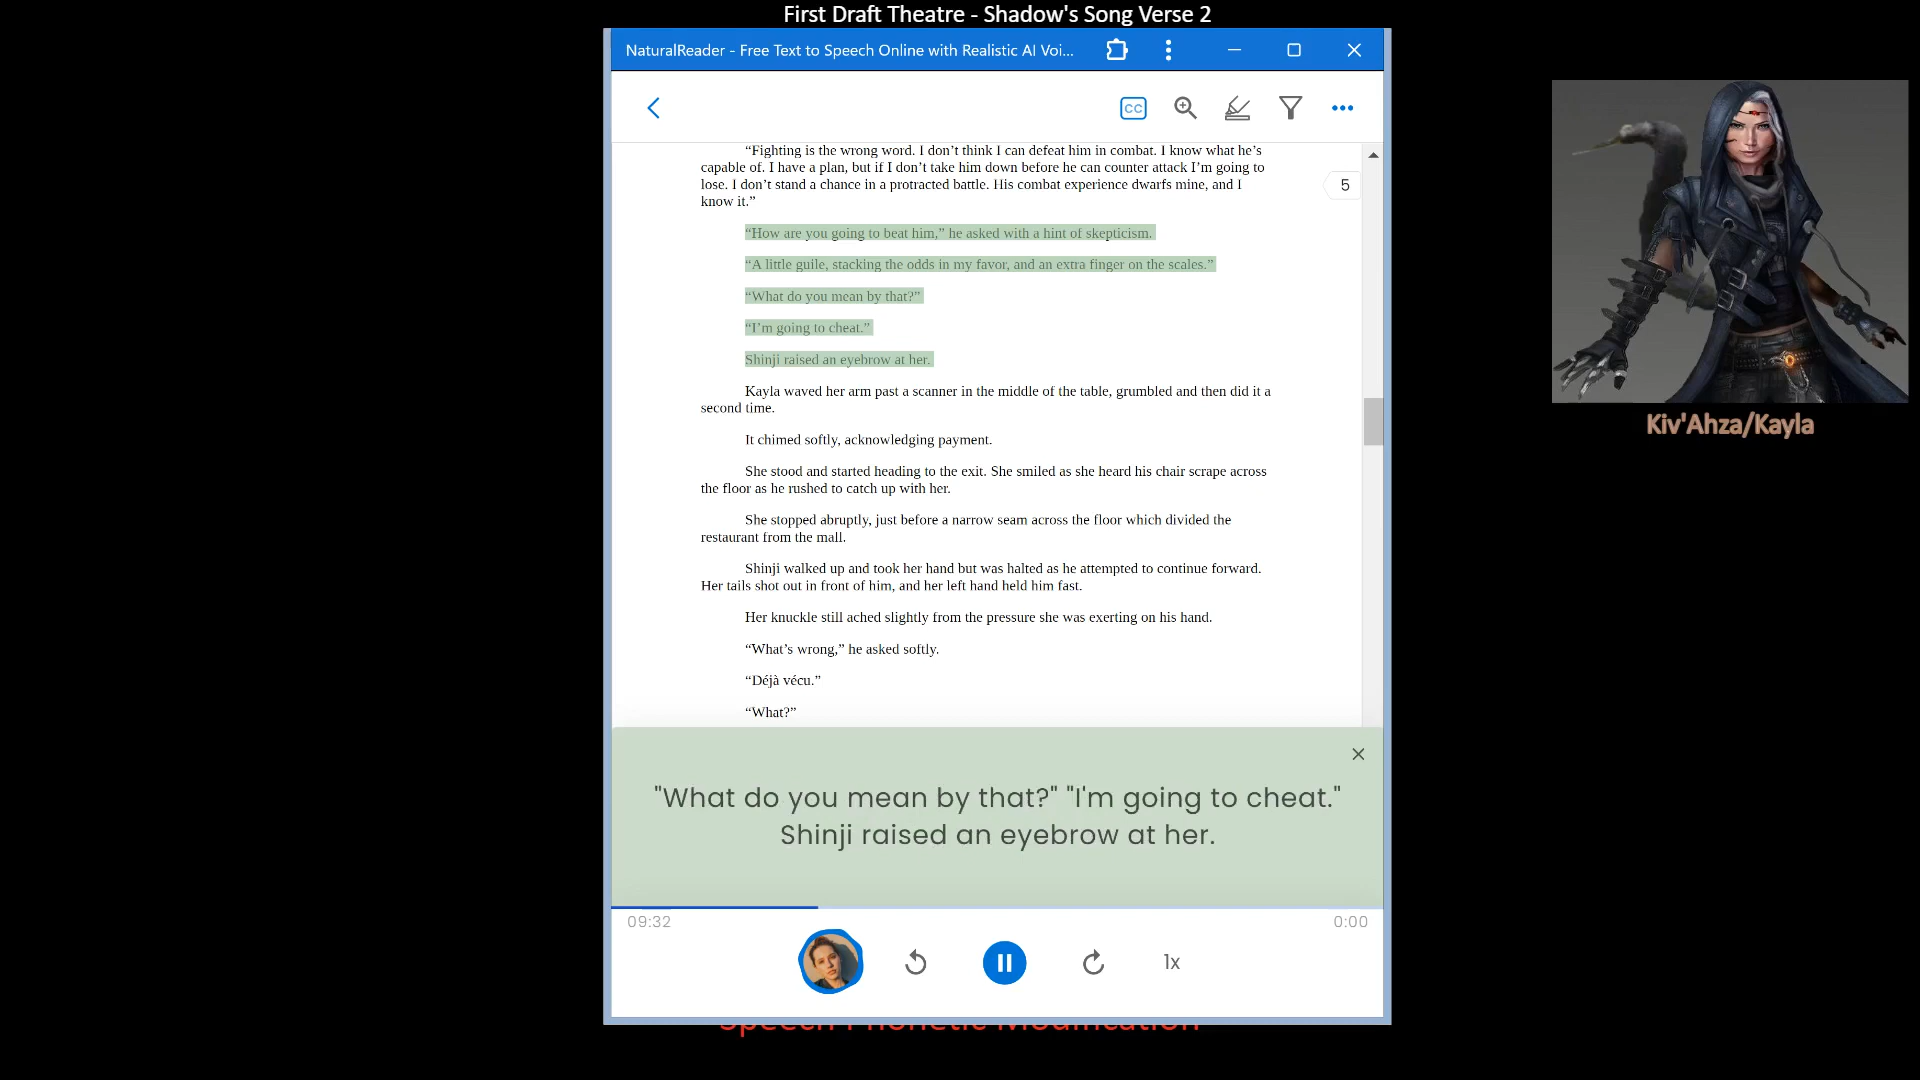 First Draft Theatre - Shadow's Song Verse 2
NaturalReader - Free Text to Speech Online with Realistic AI Voi...
CC
“Fighting is the wrong word. I don’t think I can defeat him in combat. I know what he’s
capable of. I have a plan, but if I don’t take him down before he can counter attack I’m going to
lose. I don’t stand a chance in a protracted battle. His combat experience dwarfs mine, and I
know it.”
5
“How are you going to beat him,” he asked with a hint of skepticism.
“A little guile, stacking the odds in my favor, and an extra finger on the scales.”
“What do you mean by that?”
“I’m going to cheat.”
Shinji raised an eyebrow at her.
Kayla waved her arm past a scanner in the middle of the table, grumbled and then did it a
second time.
It chimed softly, acknowledging payment.
She stood and started heading to the exit. She smiled as she heard his chair scrape across
the floor as he rushed to catch up with her.
She stopped abruptly, just before a narrow seam across the floor which divided the
restaurant from the mall.
Shinji walked up and took her hand but was halted as he attempted to continue forward.
Her tails shot out in front of him, and her left hand held him fast.
Her knuckle still ached slightly from the pressure she was exerting on his hand.
“What’s wrong,” he asked softly.
“Déjà vécu.”
“What?”
Kiv'Ahza/Kayla
"What do you mean by that?" "I'm going to cheat."
Shinji raised an eyebrow at her.
09:32
0:00
1x
Speech Phonetic Modification